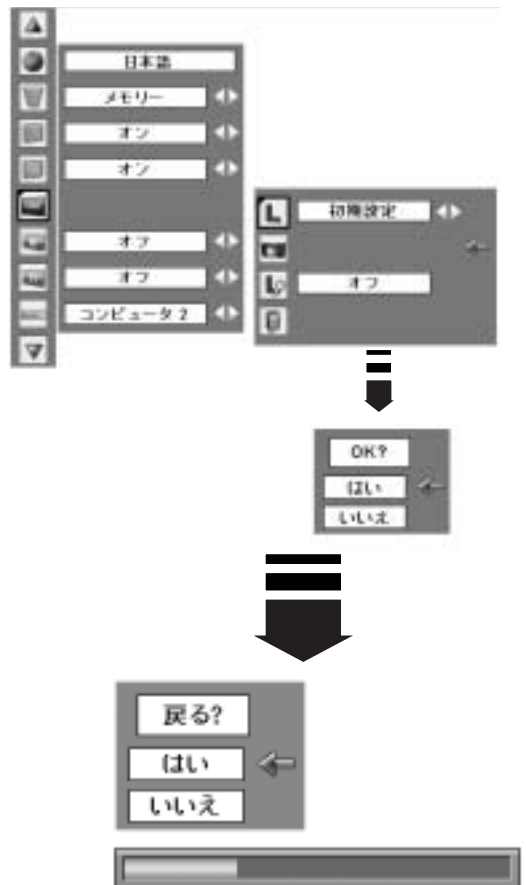 日本語
メモリー
オン
オン
オフ
オフ
コンピュータ 2
初期設定
オフ
OK?
はい
いいえ
戻る?
はい
いいえ